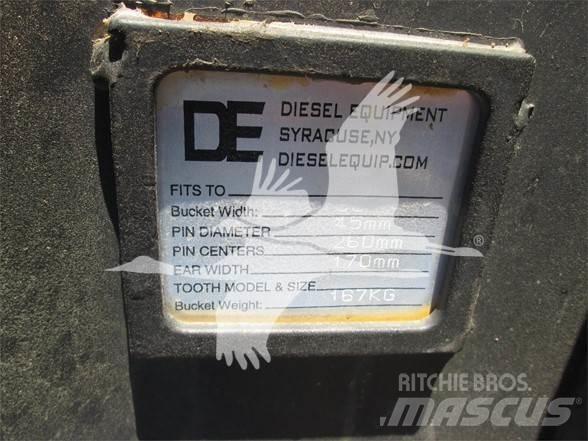 DE DIESEL EQUIPMENT
SYRACUSE, NY
DIESELEQUIP.COM
FITS TO
Bucket Width:
PIN DIAMETER 45mm
PIN CENTERS 260mm
EAR WIDTH 170mm
TOOTH MODEL & SIZE
Bucket Weight: 167KG
®
RITCHIE BROS.
MASCUS